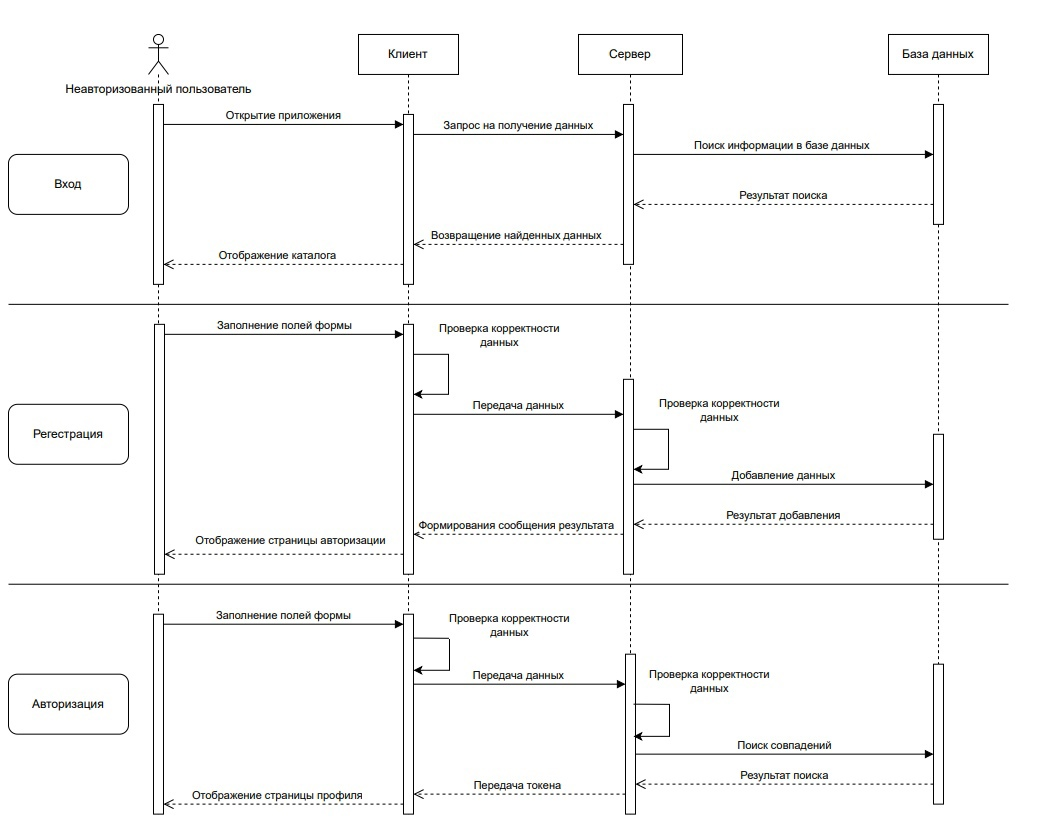 Клиент
Сервер
База данных
Неавторизованный пользователь
Открытие приложения
Запрос на получение данных
Поиск информации в базе данных
Вход
Результат поиска
Возвращение найденных данных
Отображение каталога
Заполнение полей формы
Проверка корректности
данных
Передача данных
Проверка корректности
данных
Регестрация
Добавление данных
Результат добавления
Формирования сообщения результата
Отображение страницы авторизации
Заполнение полей формы
Проверка корректности
данных
Передача данных
Проверка корректности
данных
Авторизация
Поиск совпадений
Результат поиска
Передача токена
Отображение страницы профиля